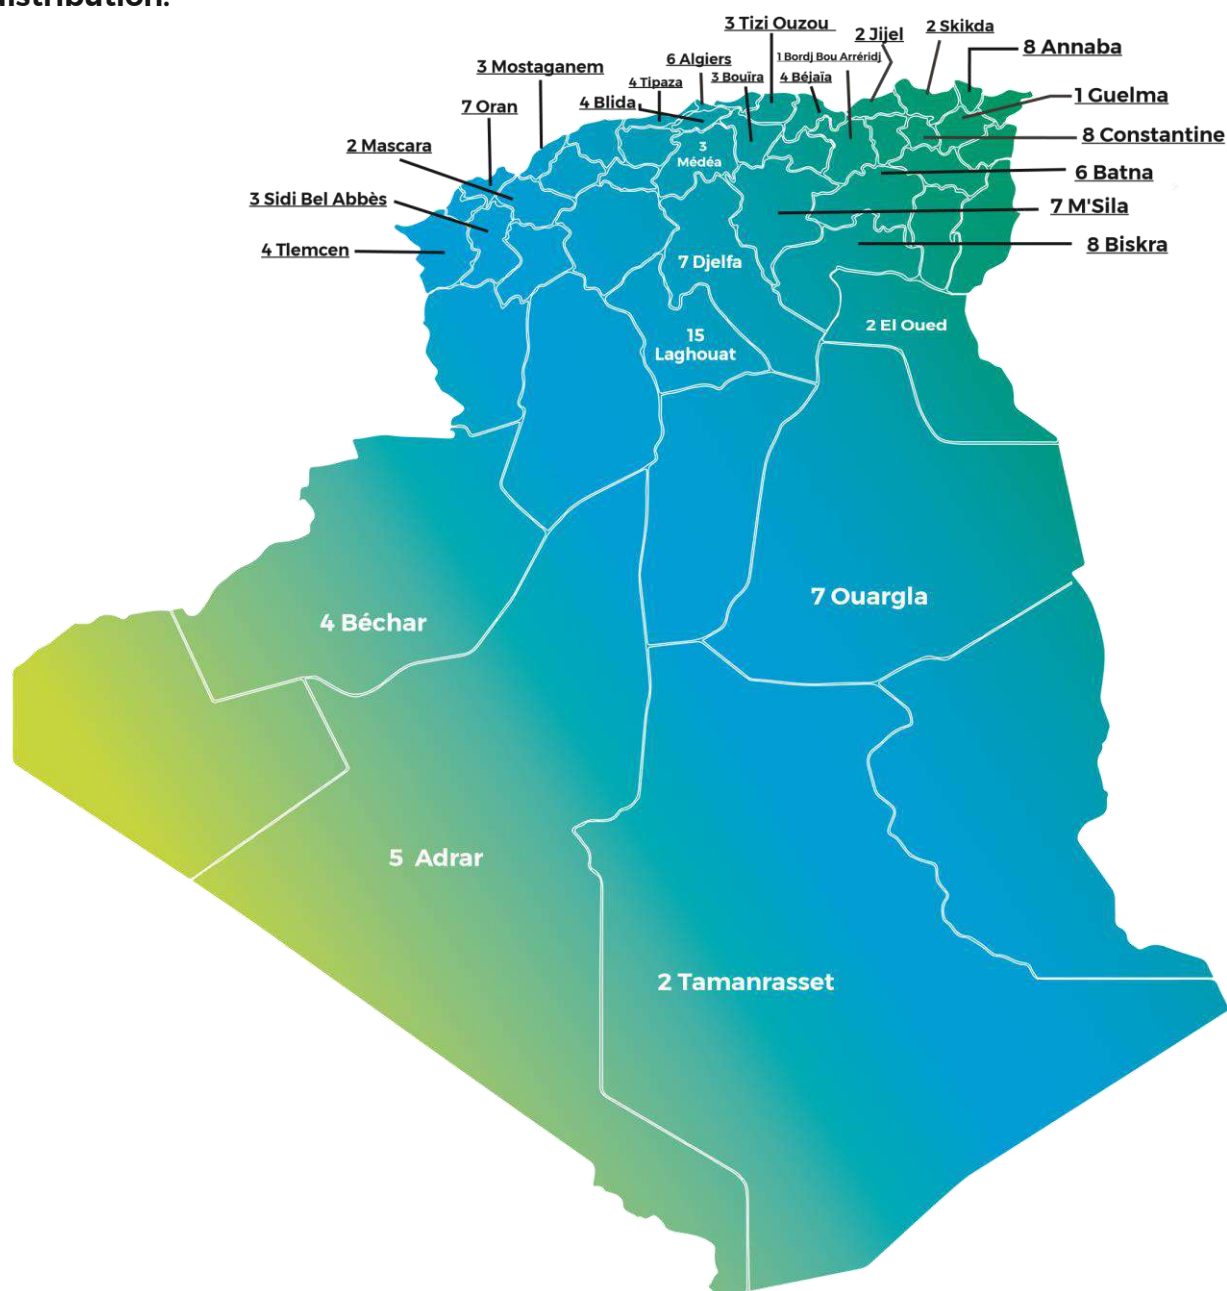 distribution.
3 Tizi Ouzou
2 Jijel
2 Skikda
8 Annaba
6 Algiers
1 Bordj Bou Arréridj
3 Mostaganem
4 Tipaza
3 Bouïra
4 Béjaïa
7 Oran
4 Blida
1 Guelma
8 Constantine
2 Mascara
3
Médéa
6 Batna
3 Sidi Bel Abbès
7 M'Sila
4 Tlemcen
8 Biskra
7 Djelfa
2 El Oued
15
Laghouat
7 Ouargla
4 Béchar
5 Adrar
2 Tamanrasset